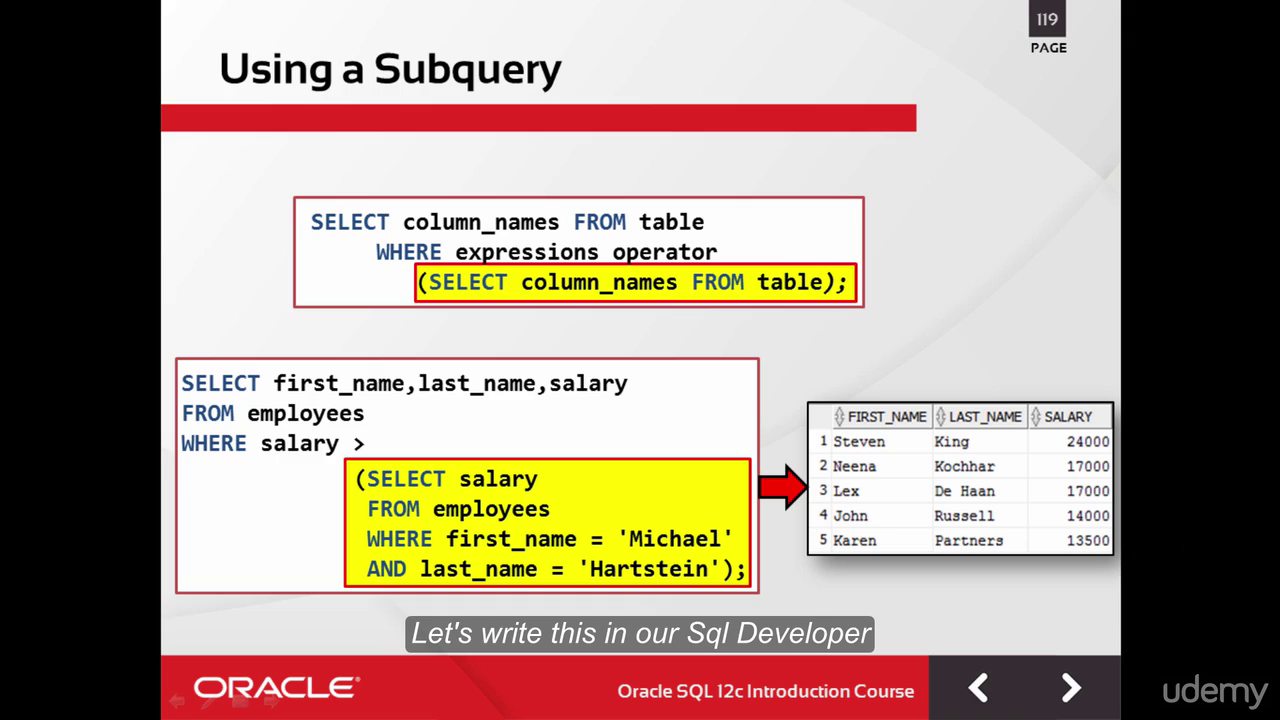 119
PAGE
Using a Subquery
SELECT column_names FROM table
WHERE expressions operator
(SELECT column_names FROM table);
SELECT first_name,last_name,salary
FROM employees
WHERE salary >
(SELECT salary
FROM employees
WHERE first_name = 'Michael'
AND last_name = 'Hartstein');
FIRST_NAME LAST_NAME SALARY
1 Steven King 24000
2 Neena Kochhar 17000
3 Lex De Haan 17000
4 John Russell 14000
5 Karen Partners 13500
Let's write this in our Sql Developer
ORACLE®
Oracle SQL 12c Introduction Course
udemy